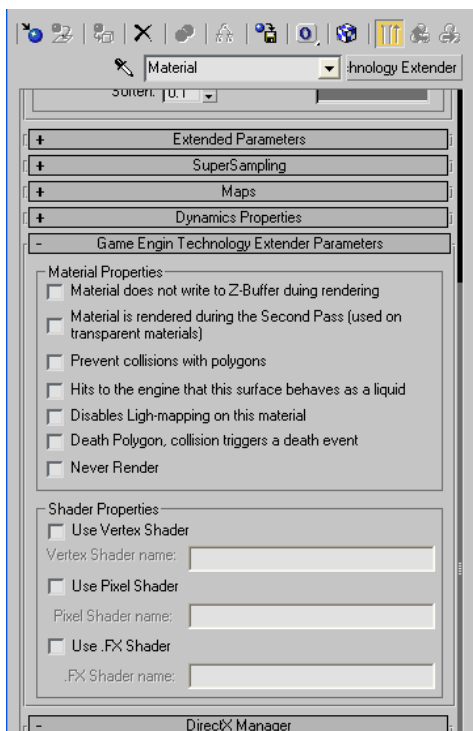 Material
hnology Extender
Soften: 0.1
+ Extended Parameters
+ SuperSampling
+ Maps
+ Dynamics Properties
- Game Engin Technology Extender Parameters
Material Properties
Material does not write to Z-Buffer duing rendering
Material is rendered during the Second Pass (used on
transparent materials)
Prevent collisions with polygons
Hits to the engine that this surface behaves as a liquid
Disables Ligh-mapping on this material
Death Polygon, collision triggers a death event
Never Render
Shader Properties
Use Vertex Shader
Vertex Shader name:
Use Pixel Shader
Pixel Shader name:
Use .FX Shader
.FX Shader name:
- DirectX Manager